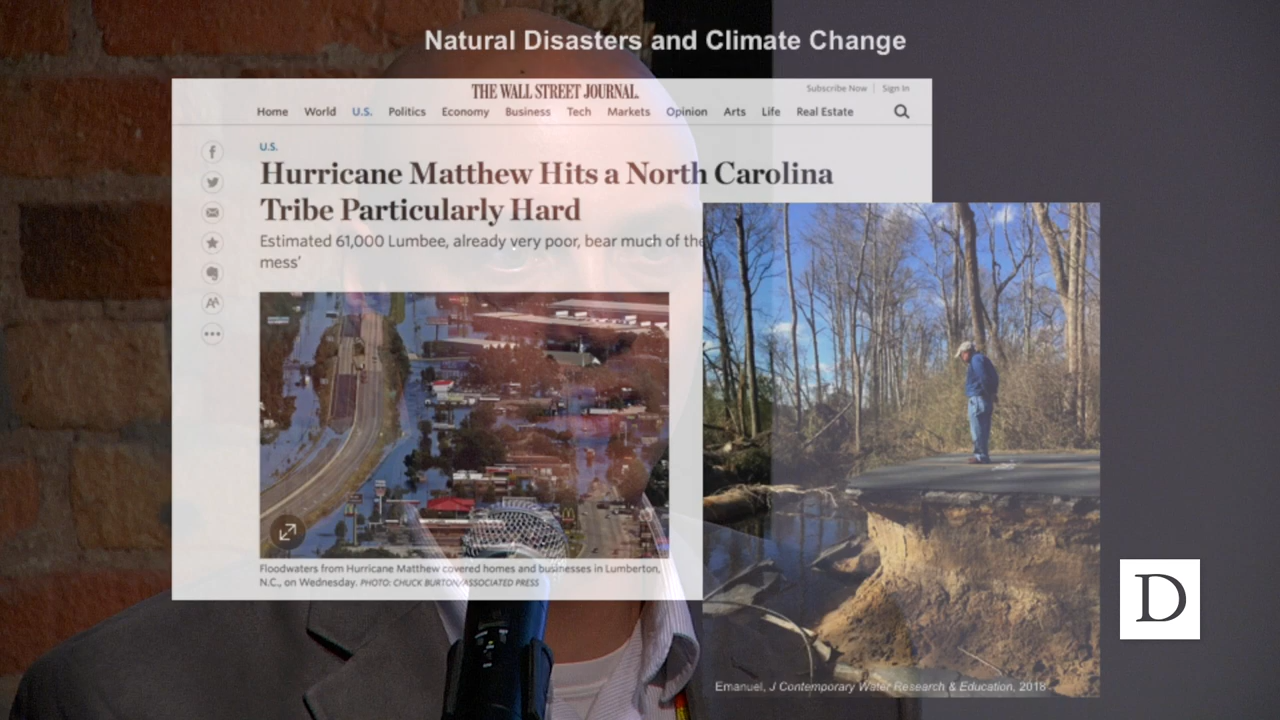 Natural Disasters and Climate Change
THE WALL STREET JOURNAL.
Subscribe Now | Sign In
Home World U.S. Politics Economy Business Tech Markets Opinion Arts Life Real Estate
U.S.
Hurricane Matthew Hits a North Carolina
Tribe Particularly Hard
Estimated 61,000 Lumbee, already very poor, bear much of the
mess’
AA
Floodwaters from Hurricane Matthew covered homes and businesses in Lumberton,
N.C., on Wednesday. PHOTO: CHUCK BURTON/ASSOCIATED PRESS
Emanuel, J Contemporary Water Research & Education, 2018
D